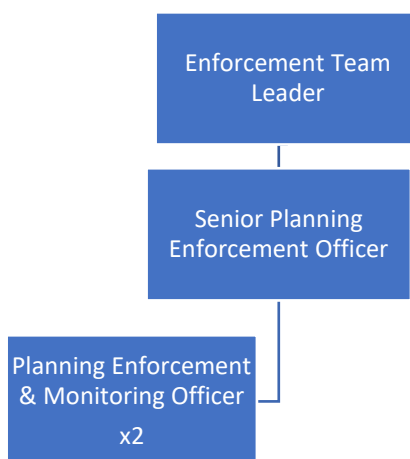 Enforcement Team
Leader
Senior Planning
Enforcement Officer
Planning Enforcement
& Monitoring Officer
x2